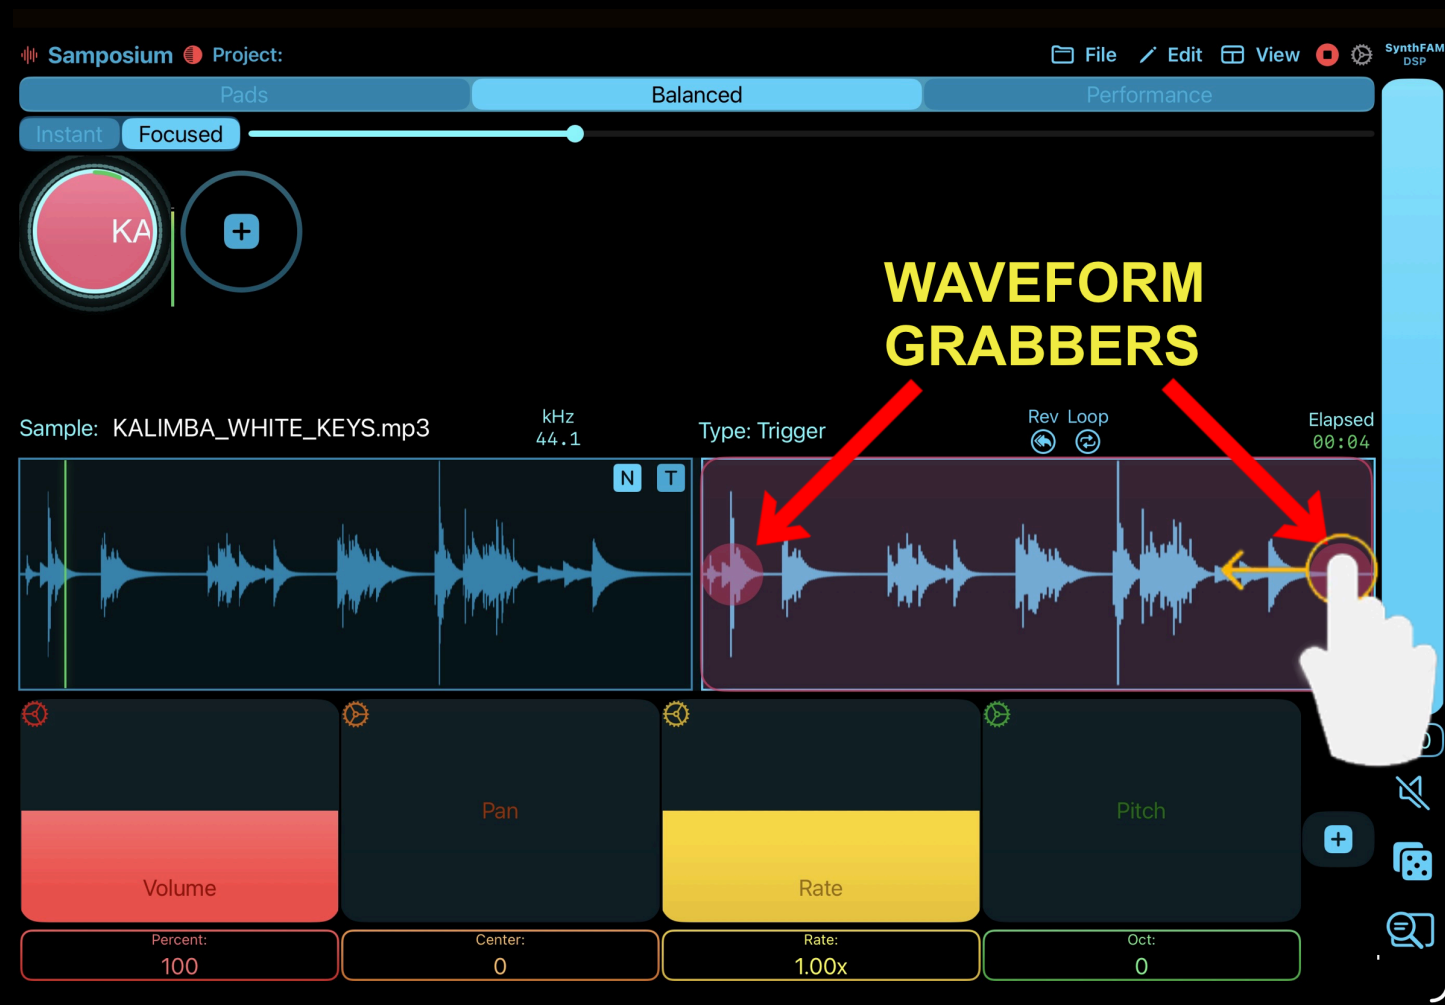 Samposium Project: File Edit View SynthFAM
DSP
Pads Balanced Performance
Instant Focused
KA
WAVEFORM
GRABBERS
Sample: KALIMBA_WHITE_KEYS.mp3 kHz
44.1
Type: Trigger Rev Loop Elapsed
00:04
N T
Pan Pitch
Volume Rate
Percent: Center: Rate: Oct:
100 0 1.00x 0